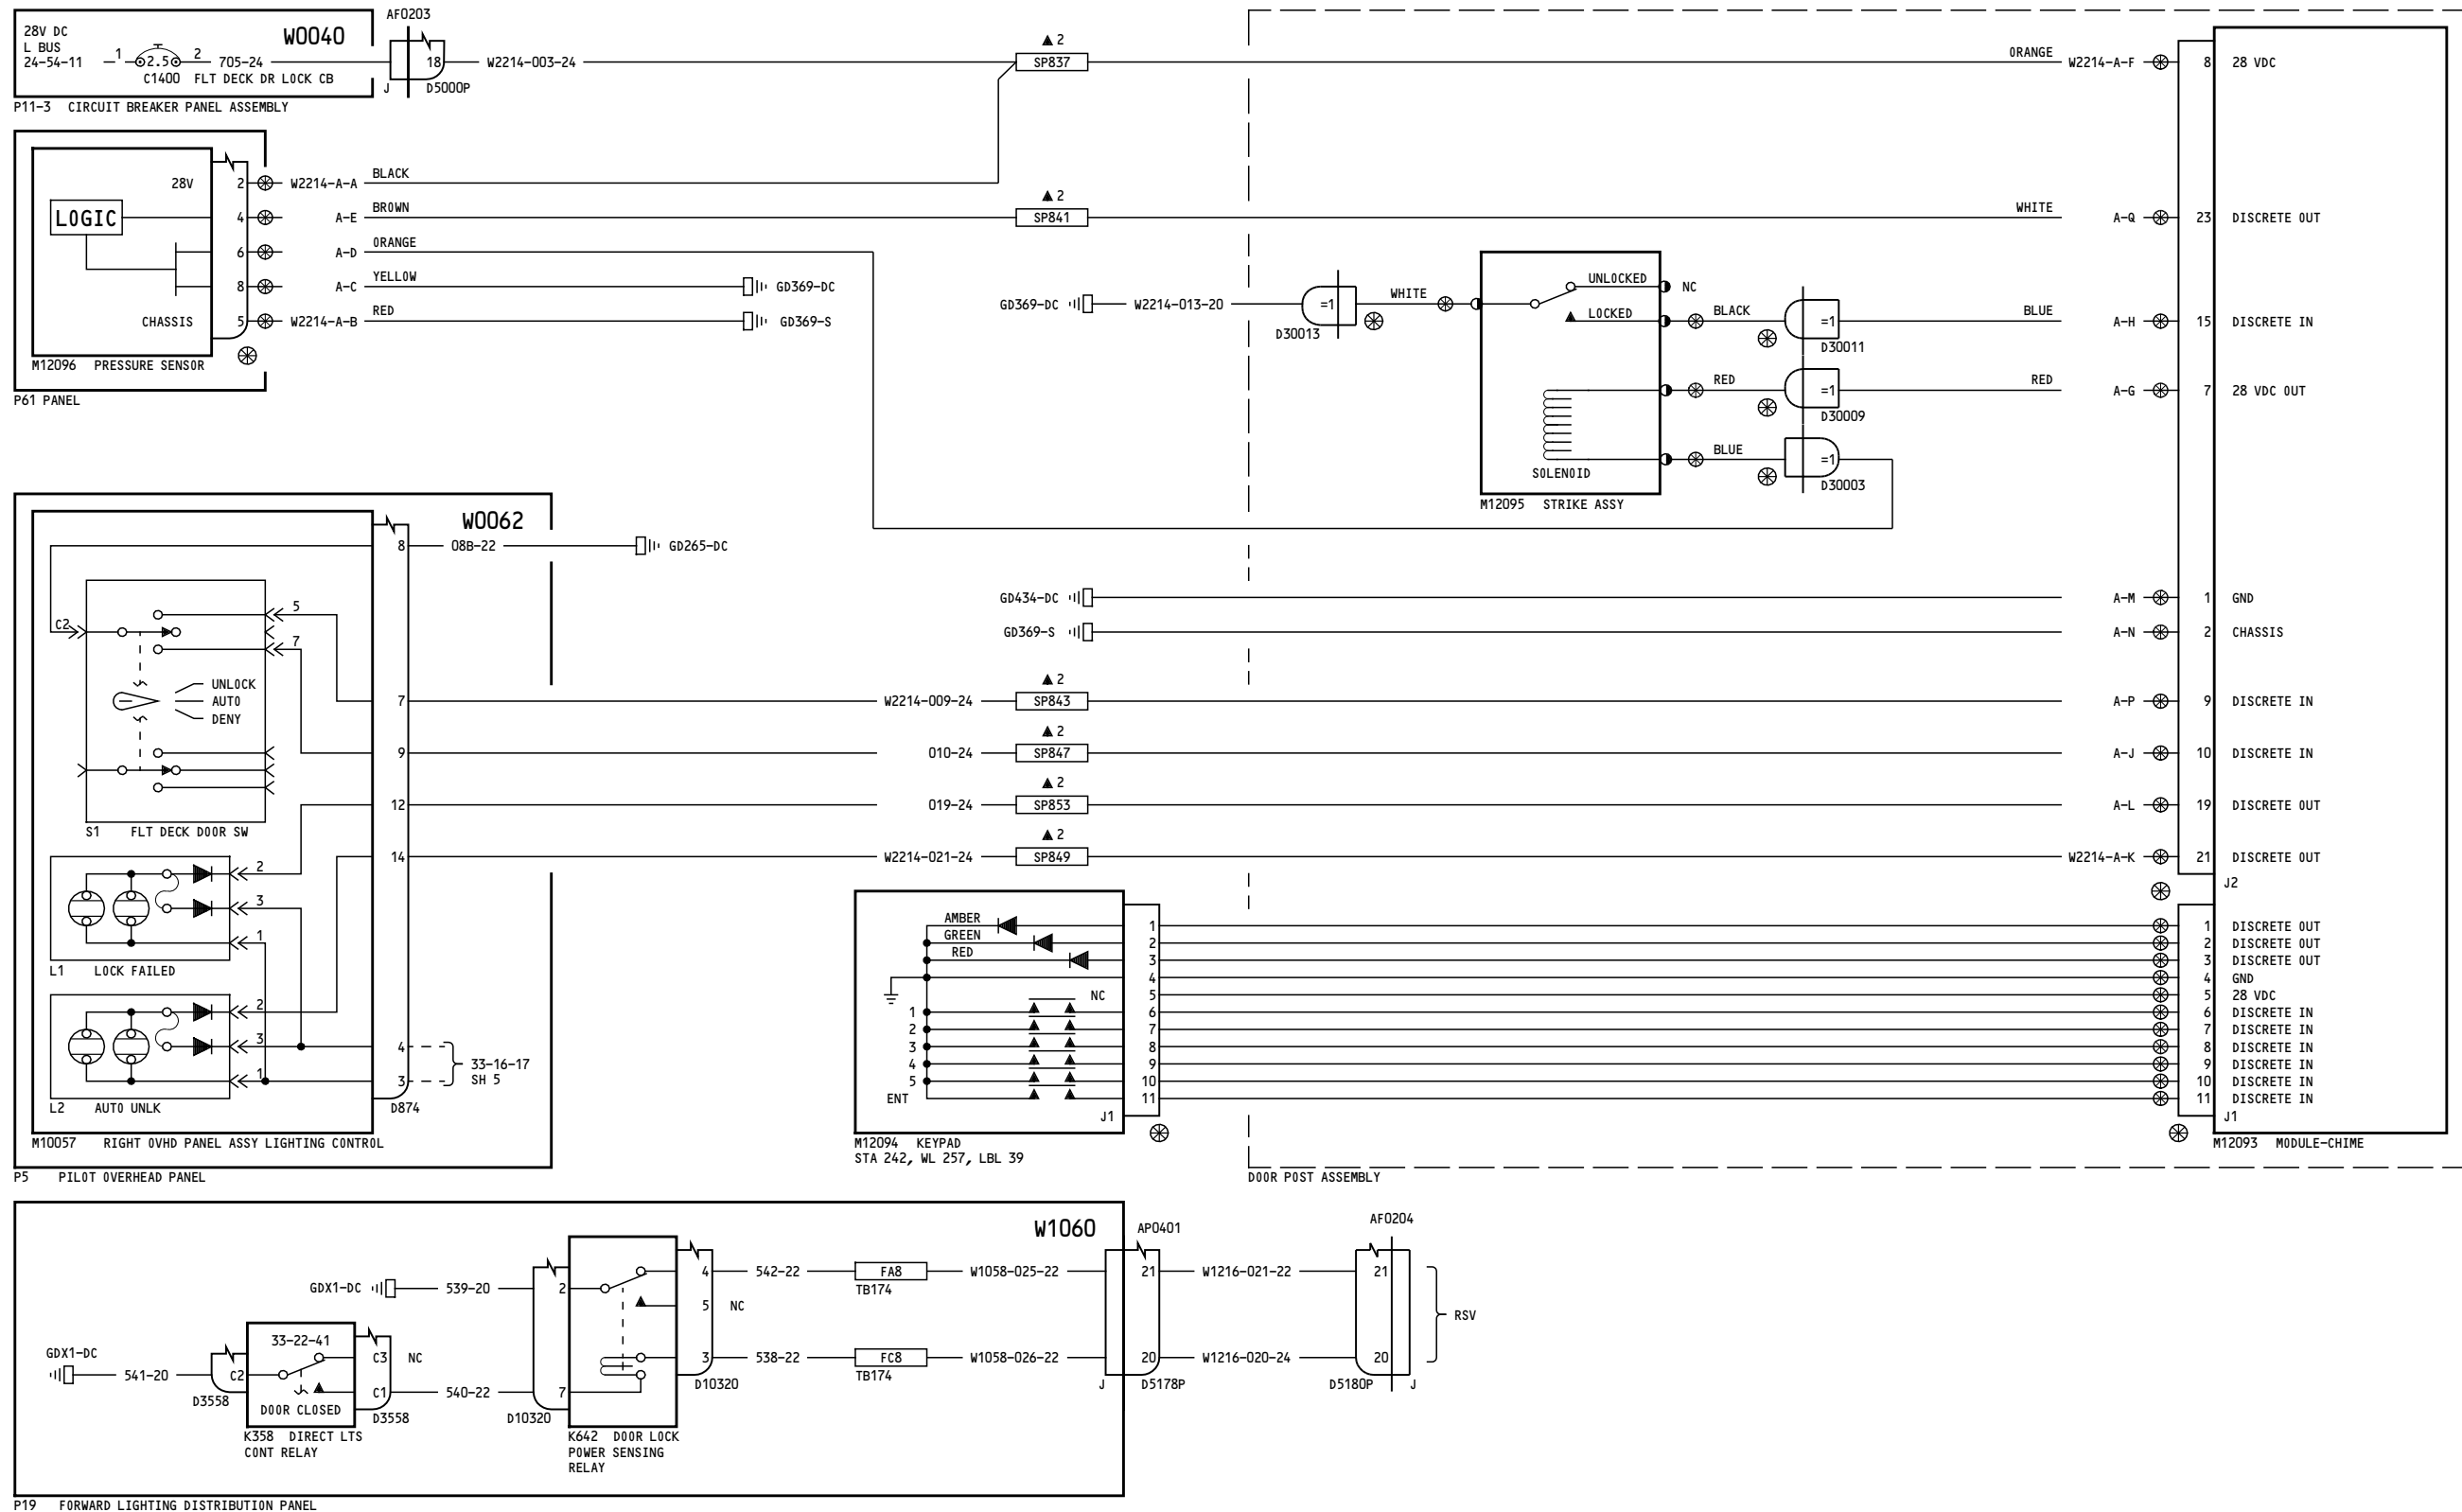 28V DC
L BUS
24-54-11
1
2.5
2
705-24
C1400 FLT DECK DR LOCK CB
W0040
P11-3 CIRCUIT BREAKER PANEL ASSEMBLY
AF0203
18
J
D5000P
W2214-003-24
2
SP837
ORANGE
W2214-A-F
8
28 VDC
28V
2
W2214-A-A
BLACK
LOGIC
4
A-E
BROWN
2
SP841
WHITE
A-Q
23
DISCRETE OUT
6
A-D
ORANGE
8
A-C
YELLOW
GD369-DC
CHASSIS
5
W2214-A-B
RED
GD369-S
M12096 PRESSURE SENSOR
P61 PANEL
GD369-DC
W2214-013-20
=1
D30013
WHITE
UNLOCKED
NC
LOCKED
BLACK
=1
D30011
BLUE
A-H
15
DISCRETE IN
RED
=1
D30009
RED
A-G
7
28 VDC OUT
BLUE
=1
D30003
SOLENOID
M12095 STRIKE ASSY
W0062
8
08B-22
GD265-DC
C2
5
7
UNLOCK
AUTO
DENY
S1 FLT DECK DOOR SW
GD434-DC
A-M
1
GND
GD369-S
A-N
2
CHASSIS
7
W2214-009-24
2
SP843
A-P
9
DISCRETE IN
9
010-24
2
SP847
A-J
10
DISCRETE IN
12
019-24
2
SP853
A-L
19
DISCRETE OUT
14
W2214-021-24
2
SP849
W2214-A-K
21
DISCRETE OUT
J2
2
3
1
L1 LOCK FAILED
2
3
1
L2 AUTO UNLK
4
3
33-16-17
SH 5
D874
M10057 RIGHT OVHD PANEL ASSY LIGHTING CONTROL
P5 PILOT OVERHEAD PANEL
AMBER
GREEN
RED
NC
1
2
3
4
5
ENT
1
2
3
4
5
6
7
8
9
10
11
J1
M12094 KEYPAD
STA 242, WL 257, LBL 39
1 DISCRETE OUT
2 DISCRETE OUT
3 DISCRETE OUT
4 GND
5 28 VDC
6 DISCRETE IN
7 DISCRETE IN
8 DISCRETE IN
9 DISCRETE IN
10 DISCRETE IN
11 DISCRETE IN
J1
M12093 MODULE-CHIME
DOOR POST ASSEMBLY
W1060
GDX1-DC
539-20
2
4
542-22
FA8
TB174
W1058-025-22
AP0401
21
W1216-021-22
AF0204
21
5
NC
RSV
GDX1-DC
541-20
C2
D3558
33-22-41
DOOR CLOSED
C3
NC
C1
D3558
540-22
7
D10320
3
D10320
538-22
FC8
TB174
W1058-026-22
20
J
D5178P
W1216-020-24
20
D5180P
J
K358 DIRECT LTS
CONT RELAY
K642 DOOR LOCK
POWER SENSING
RELAY
P19 FORWARD LIGHTING DISTRIBUTION PANEL